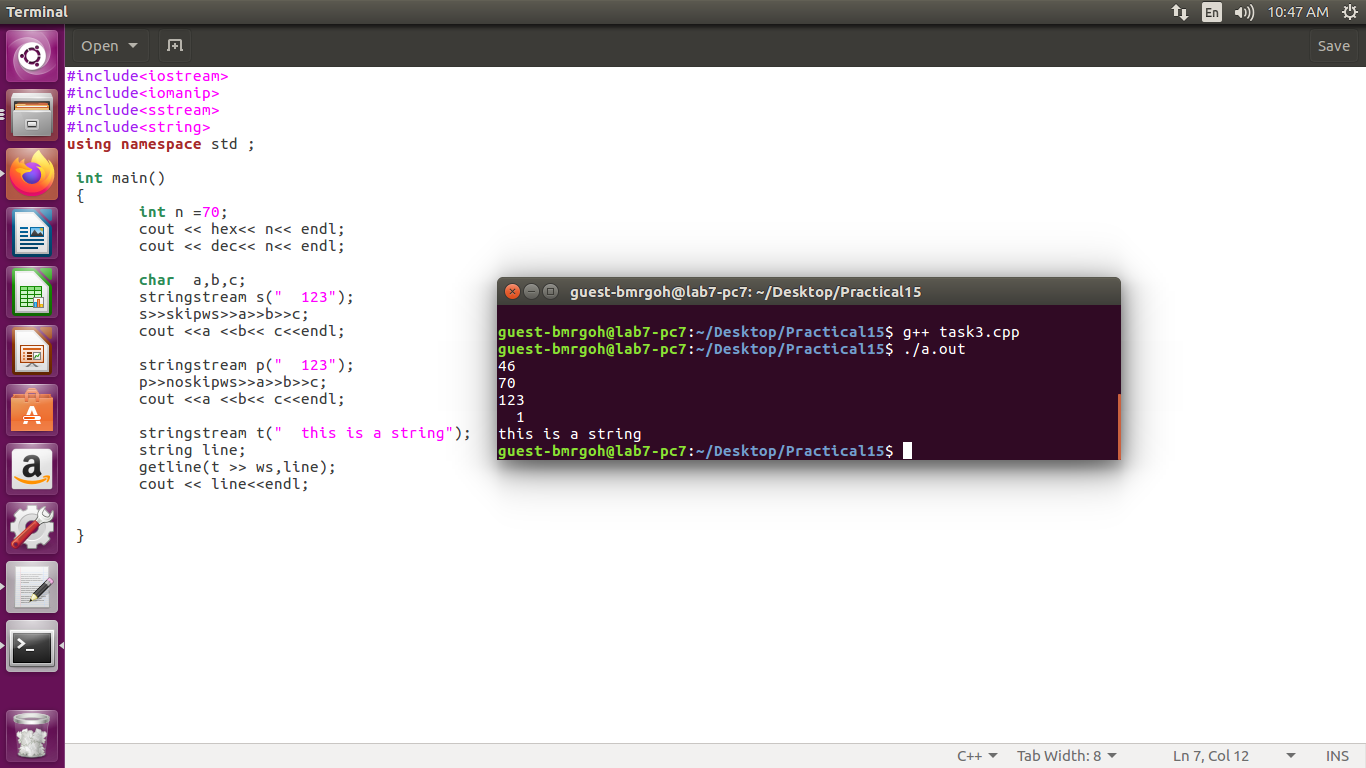 Terminal
En
10:47 AM
Open
Save
#include<iostream>
#include<iomanip>
#include<sstream>
#include<string>
using namespace std ;
int main()
{
int n =70;
cout << hex<< n<< endl;
cout << dec<< n<< endl;
char  a,b,c;
stringstream s("  123");
s>>skipws>>a>>b>>c;
cout <<a <<b<< c<<endl;
stringstream p("  123");
p>>noskipws>>a>>b>>c;
cout <<a <<b<< c<<endl;
stringstream t("  this is a string");
string line;
getline(t >> ws,line);
cout << line<<endl;
}
guest-bmrgoh@lab7-pc7: ~/Desktop/Practical15
guest-bmrgoh@lab7-pc7:~/Desktop/Practical15$ g++ task3.cpp
guest-bmrgoh@lab7-pc7:~/Desktop/Practical15$ ./a.out
46
70
123
  1
this is a string
guest-bmrgoh@lab7-pc7:~/Desktop/Practical15$
C++
Tab Width: 8
Ln 7, Col 12
INS